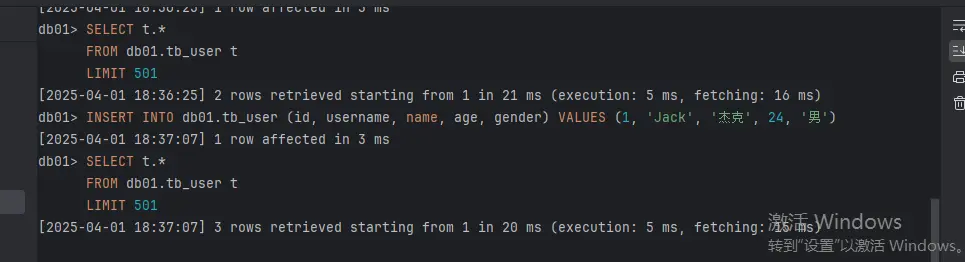 [2025-04-01 18:36:25] 1 row affected in 3 ms
db01> SELECT t.*
FROM db01.tb_user t
LIMIT 501
[2025-04-01 18:36:25] 2 rows retrieved starting from 1 in 21 ms (execution: 5 ms, fetching: 16 ms)
db01> INSERT INTO db01.tb_user (id, username, name, age, gender) VALUES (1, 'Jack', '杰克', 24, '男')
[2025-04-01 18:37:07] 1 row affected in 3 ms
db01> SELECT t.*
FROM db01.tb_user t
LIMIT 501
[2025-04-01 18:37:07] 3 rows retrieved starting from 1 in 20 ms (execution: 5 ms, fetching: 15 ms)
激活 Windows
转到“设置”以激活 Windows。